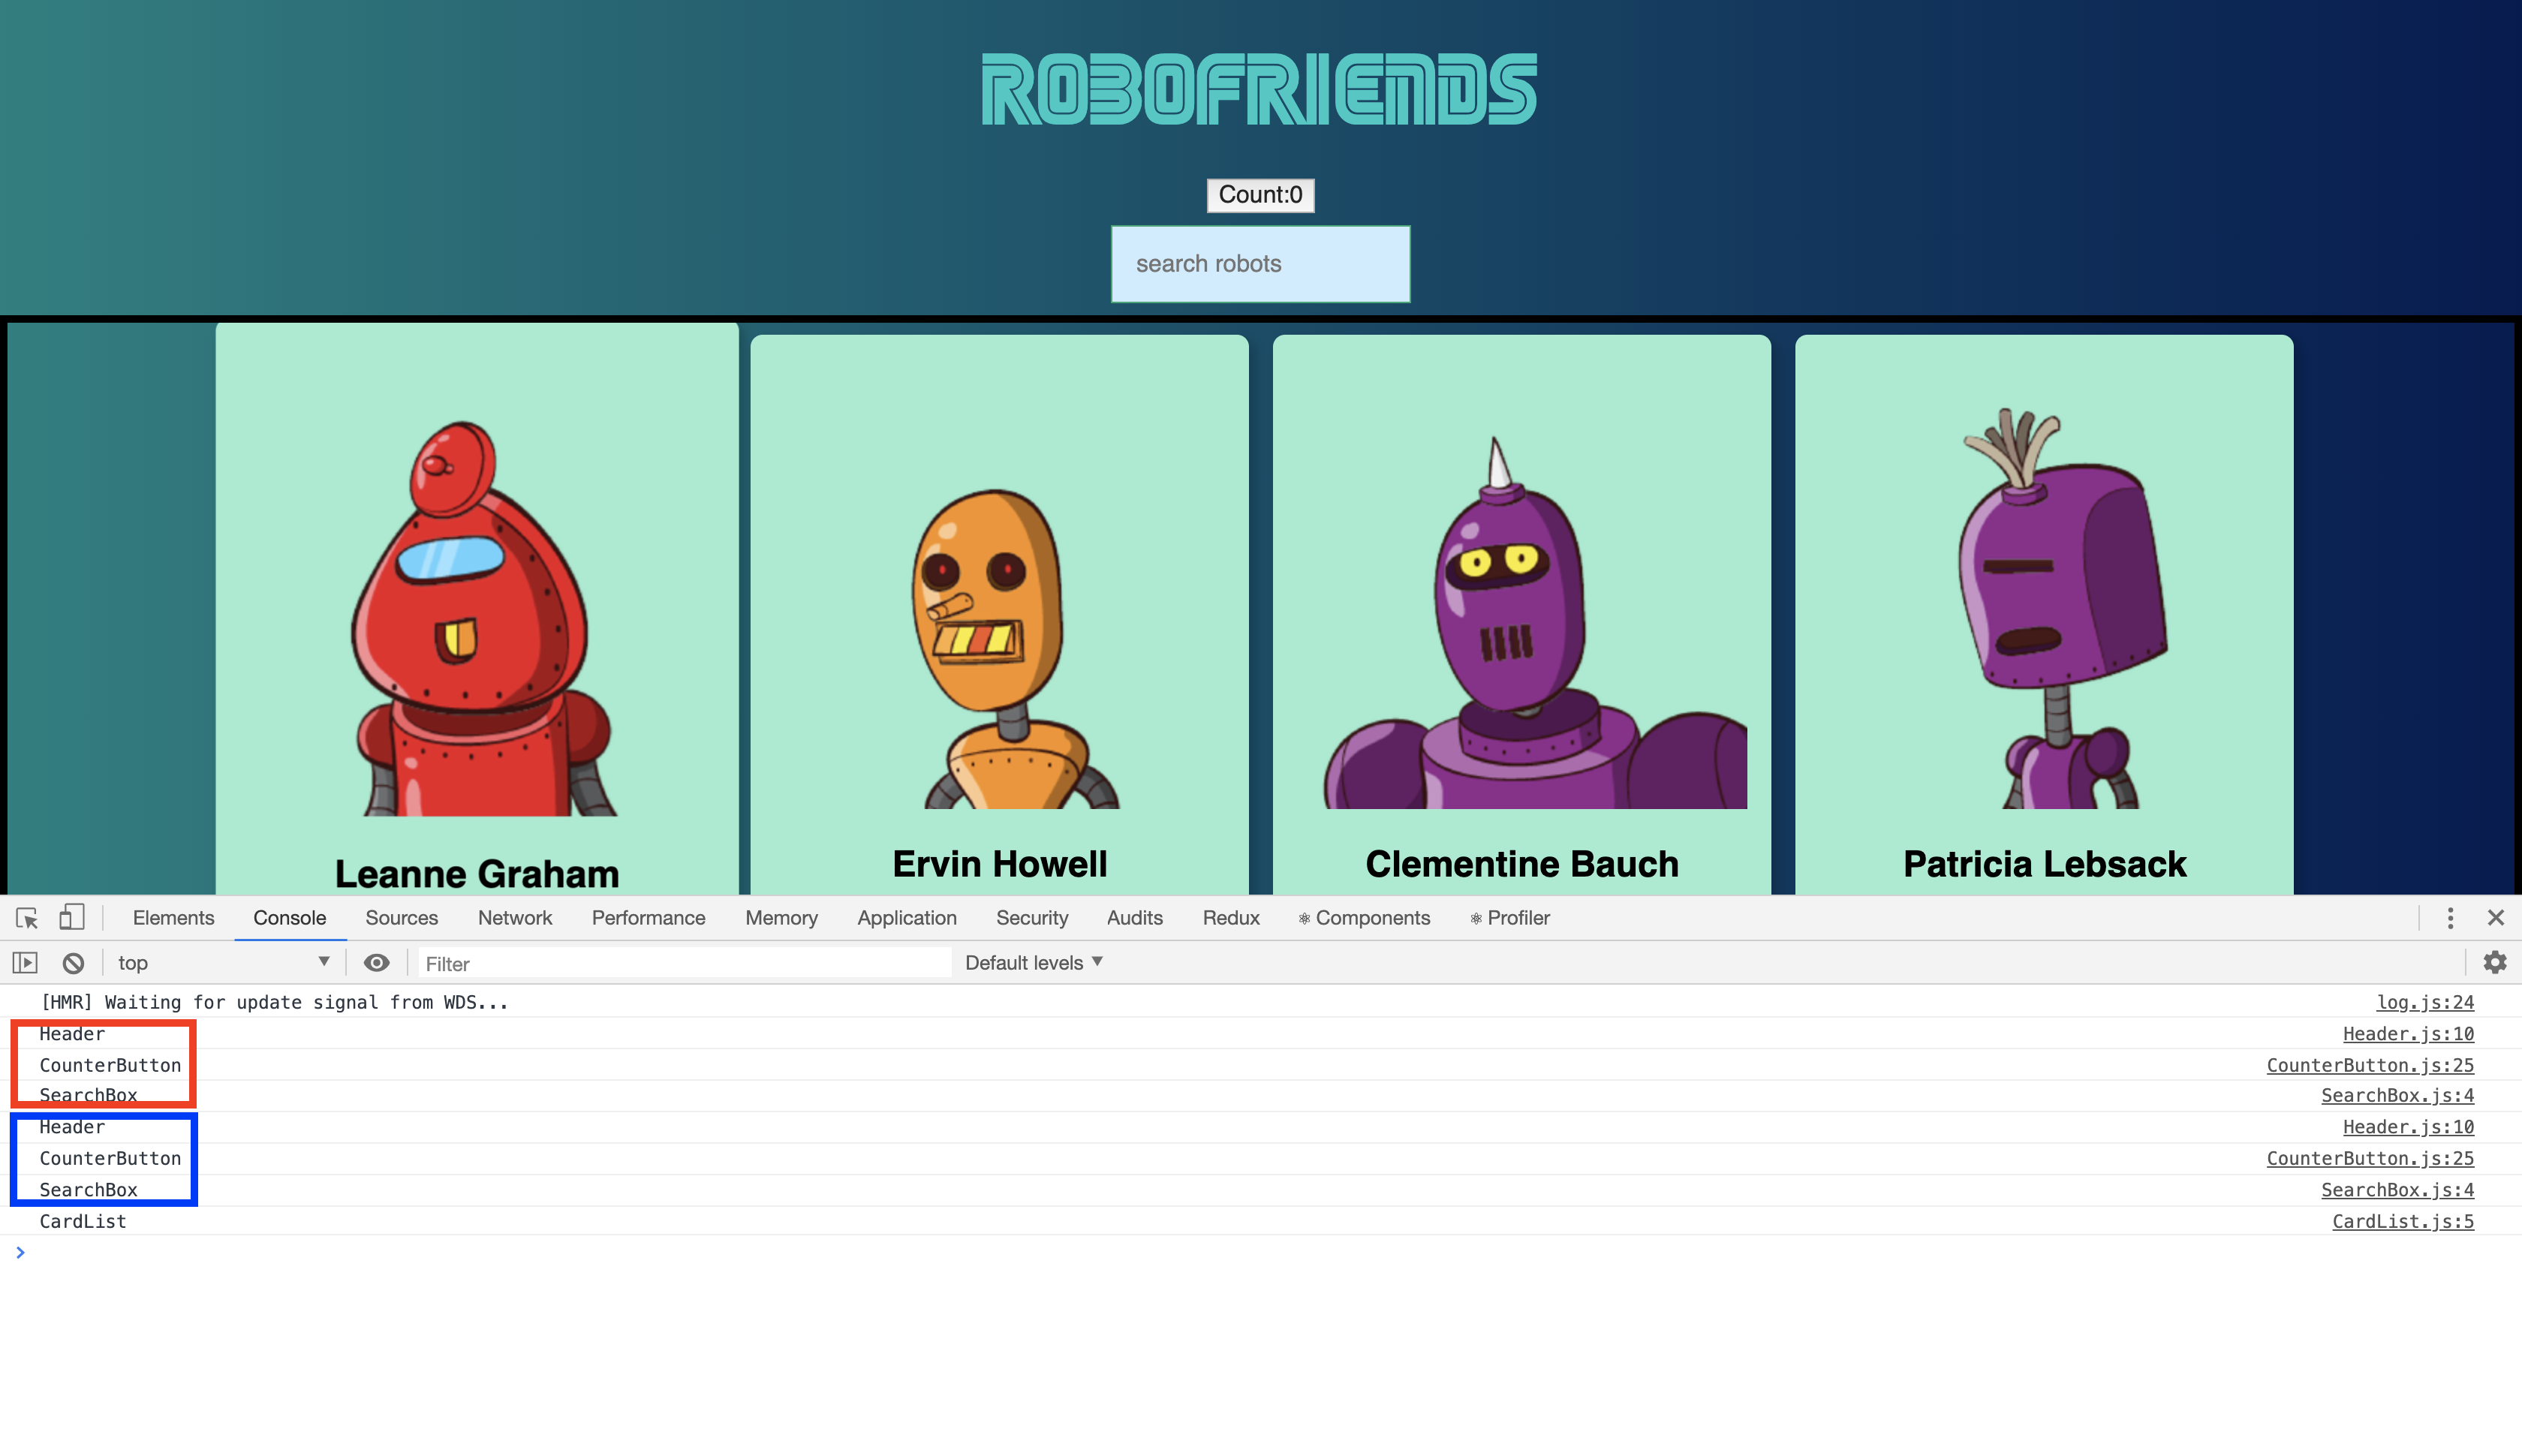 ROBOFRIENDS
Count:0
search robots
Leanne Graham
Ervin Howell
Clementine Bauch
Patricia Lebsack
Elements Console Sources Network Performance Memory Application Security Audits Redux Components Profiler
top Filter Default levels
[HMR] Waiting for update signal from WDS... log.js:24
Header Header.js:10
CounterButton CounterButton.js:25
SearchBox SearchBox.js:4
Header Header.js:10
CounterButton CounterButton.js:25
SearchBox SearchBox.js:4
CardList CardList.js:5